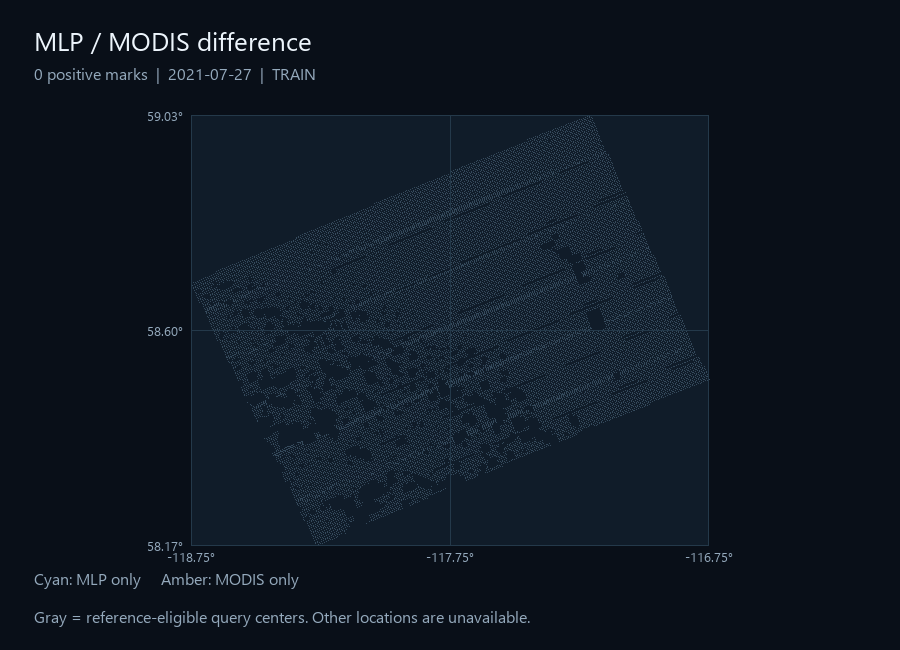 MLP / MODIS difference
0 positive marks | 2021-07-27 | TRAIN
59.03°
58.60°
58.17°
-118.75° -117.75° -116.75°
Cyan: MLP only Amber: MODIS only
Gray = reference-eligible query centers. Other locations are unavailable.